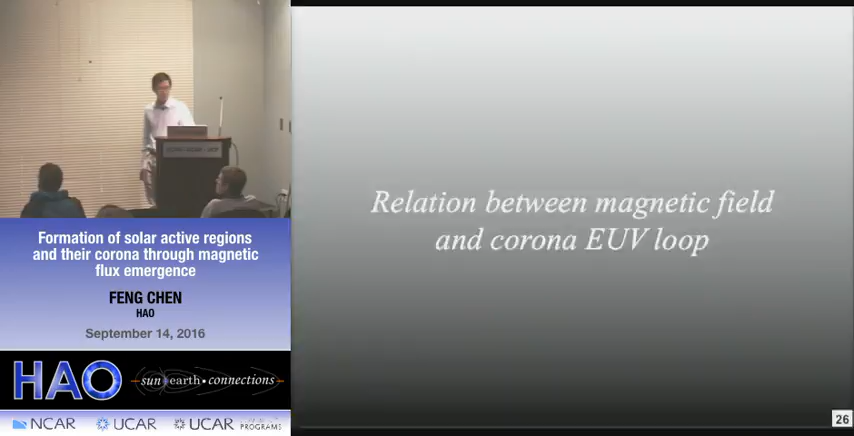 Relation between magnetic field
and corona EUV loop
26
Formation of solar active regions
and their corona through magnetic
flux emergence
FENG CHEN
HAO
September 14, 2016
HAO
sun earth • connections
NCAR
UCAR
UCAR
PROGRAMS